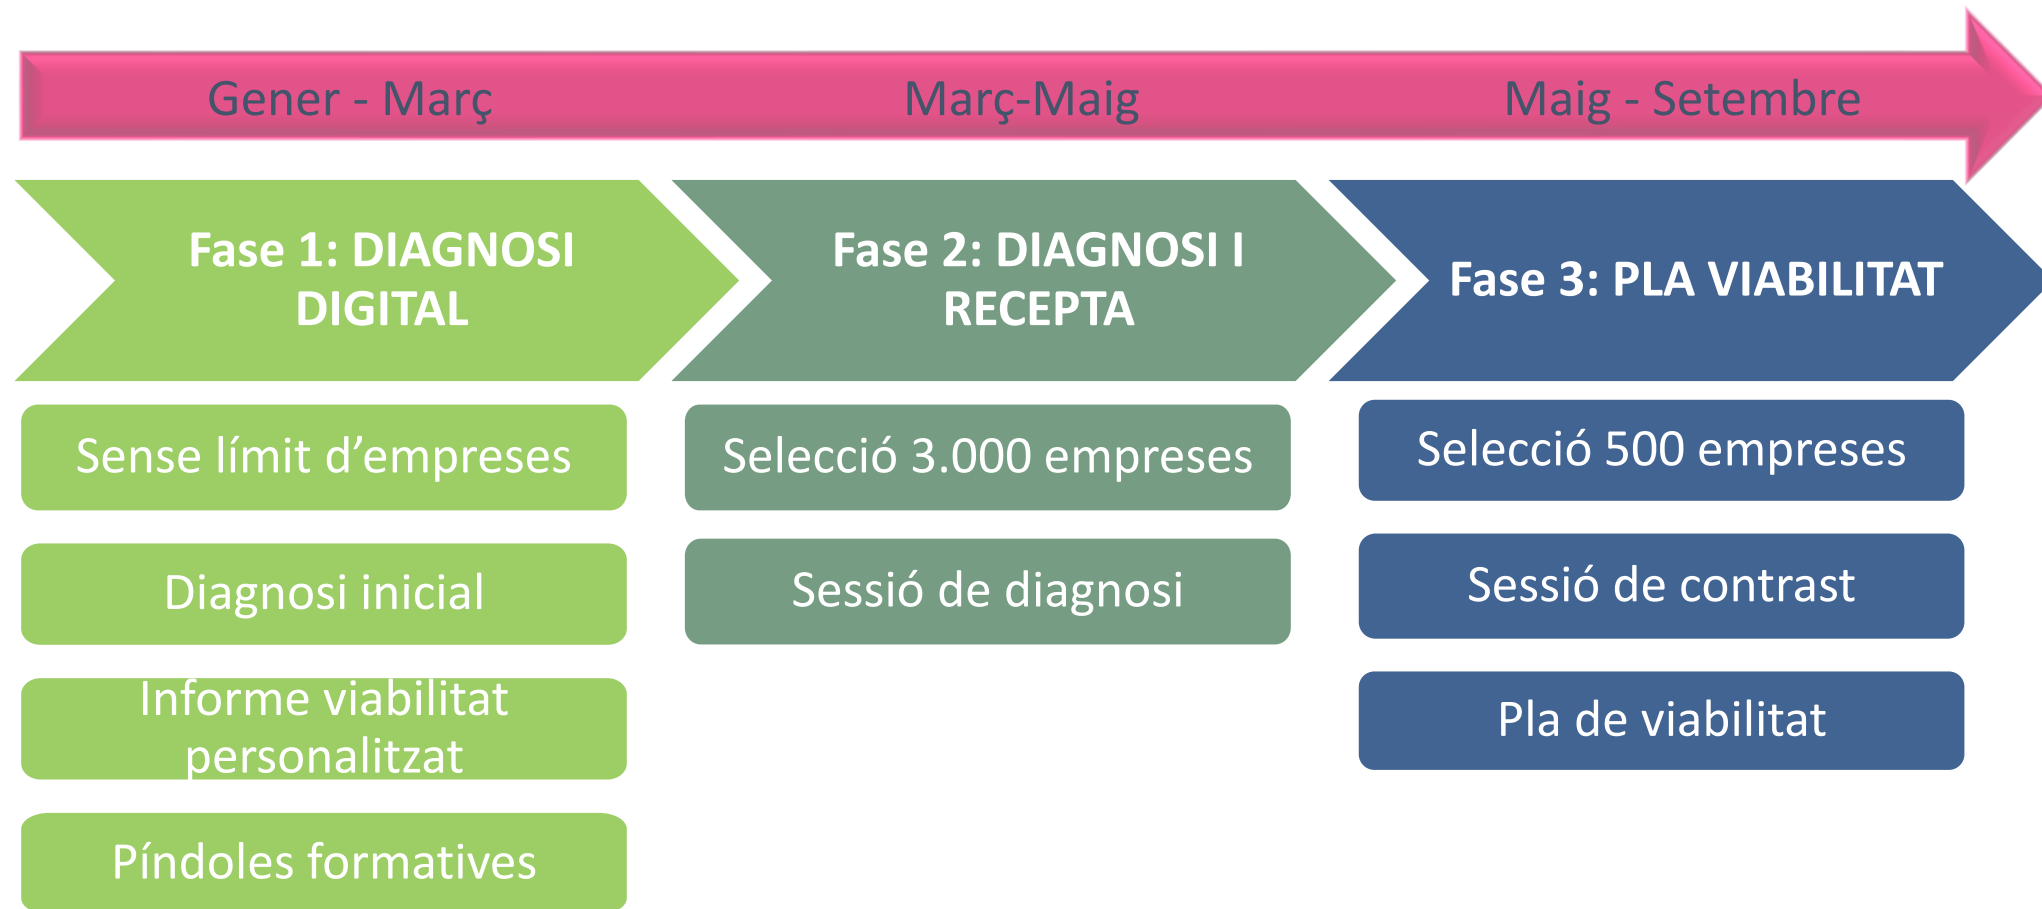 Gener - Març
Març-Maig
Maig - Setembre
Fase 1: DIAGNOSI
DIGITAL
Fase 2: DIAGNOSI I
RECEPTA
Fase 3: PLA VIABILITAT
Sense límit d’empreses
Diagnosi inicial
Informe viabilitat
personalitzat
Píndoles formatives
Selecció 3.000 empreses
Sessió de diagnosi
Selecció 500 empreses
Sessió de contrast
Pla de viabilitat